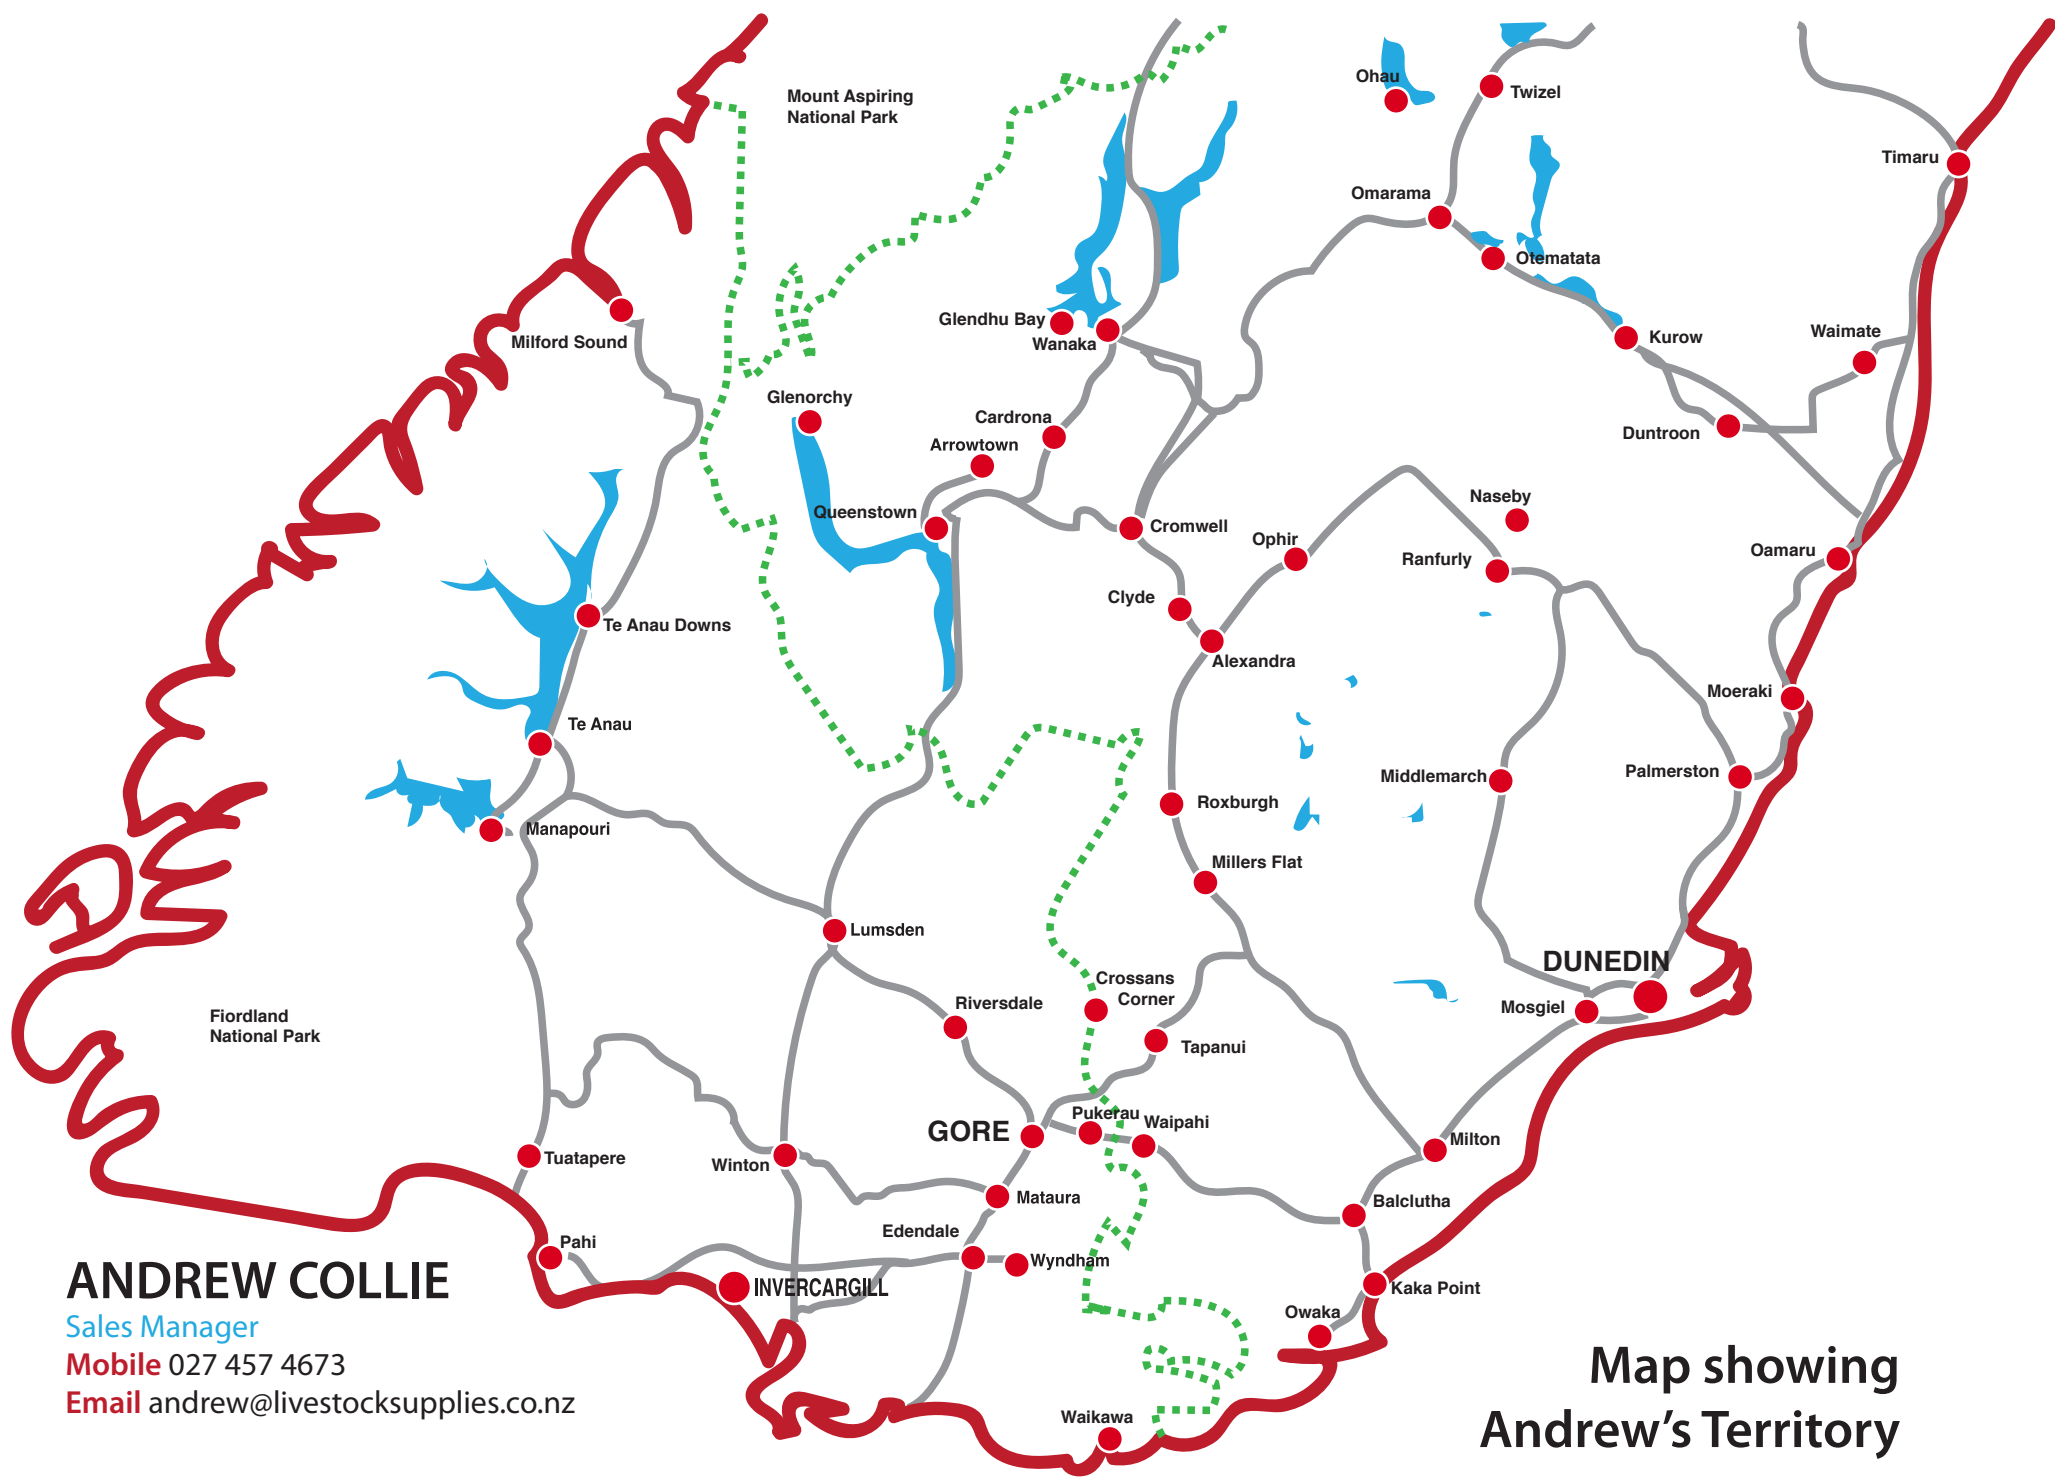 Mount Aspiring
National Park
Ohau
Twizel
Timaru
Omarama
Otematata
Glendhu Bay
Wanaka
Milford Sound
Kurow
Waimate
Glenorchy
Cardrona
Arrowtown
Duntroon
Queenstown
Cromwell
Naseby
Ophir
Ranfurly
Oamaru
Clyde
Te Anau Downs
Alexandra
Moeraki
Te Anau
Middlemarch
Palmerston
Roxburgh
Manapouri
Millers Flat
Lumsden
DUNEDIN
Crossans
Corner
Riversdale
Mosgiel
Fiordland
National Park
Tapanui
Pukerau
Waipahi
GORE
Milton
Tuatapere
Winton
Mataura
Balclutha
Edendale
Pahi
Wyndham
INVERCARGILL
Kaka Point
Owaka
Waikawa
ANDREW COLLIE
Sales Manager
Mobile 027 457 4673
Email andrew@livestocksupplies.co.nz
Map showing
Andrew’s Territory